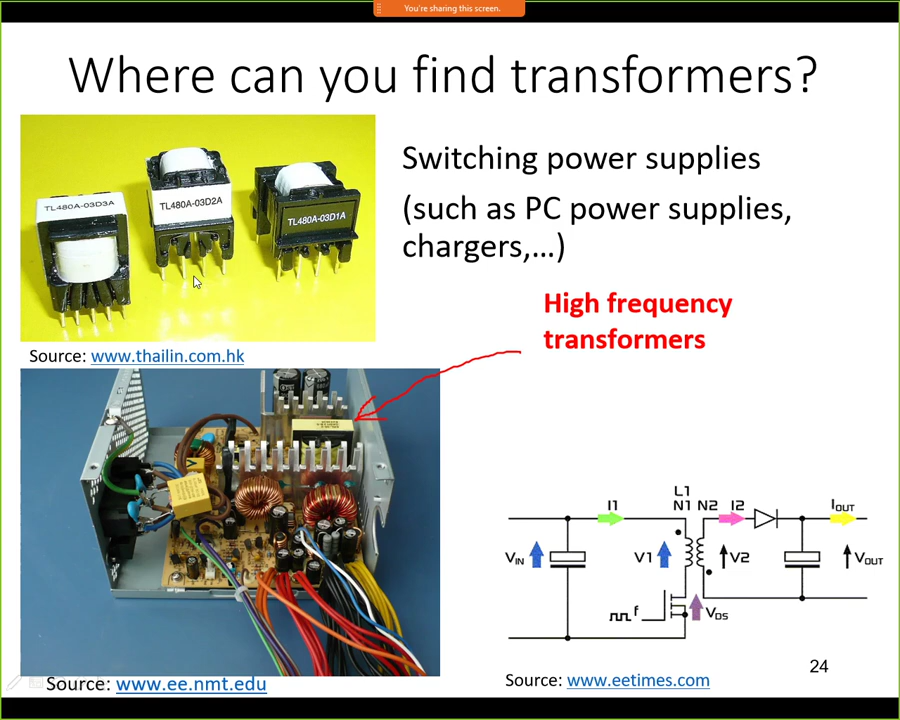 You're sharing this screen.
Where can you find transformers?
TL480A-03D3A
TL480A-03D2A
TL480A-03D1A
Switching power supplies
(such as PC power supplies,
chargers,...)
High frequency
transformers
Source: www.thailin.com.hk
L1
I1 N1 N2 I2 IOUT
VIN V1 V2 VOUT
f VDS
24
Source: www.ee.nmt.edu
Source: www.eetimes.com